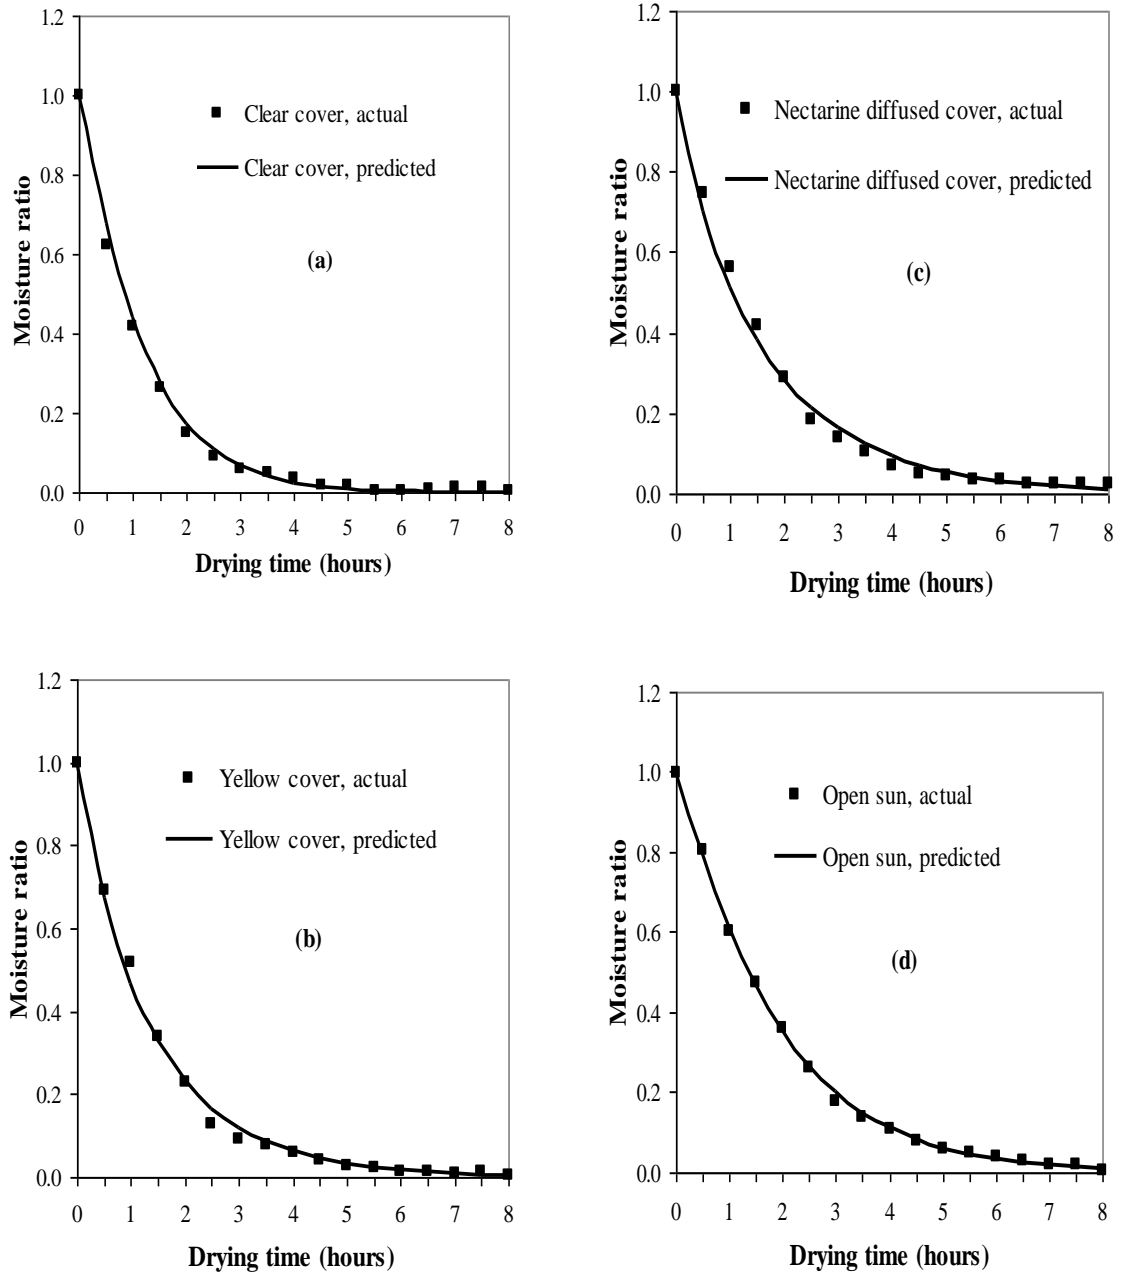 1.2
1.0
0.8
0.6
0.4
0.2
0.0
Moisture ratio
Clear cover, actual
Clear cover, predicted
(a)
0 1 2 3 4 5 6 7 8
Drying time (hours)
1.2
1.0
0.8
0.6
0.4
0.2
0.0
Moisture ratio
Nectarine diffused cover, actual
Nectarine diffused cover, predicted
(c)
0 1 2 3 4 5 6 7 8
Drying time (hours)
1.2
1.0
0.8
0.6
0.4
0.2
0.0
Moisture ratio
Yellow cover, actual
Yellow cover, predicted
(b)
0 1 2 3 4 5 6 7 8
Drying time (hours)
1.2
1.0
0.8
0.6
0.4
0.2
0.0
Moisture ratio
Open sun, actual
Open sun, predicted
(d)
0 1 2 3 4 5 6 7 8
Drying time (hours)